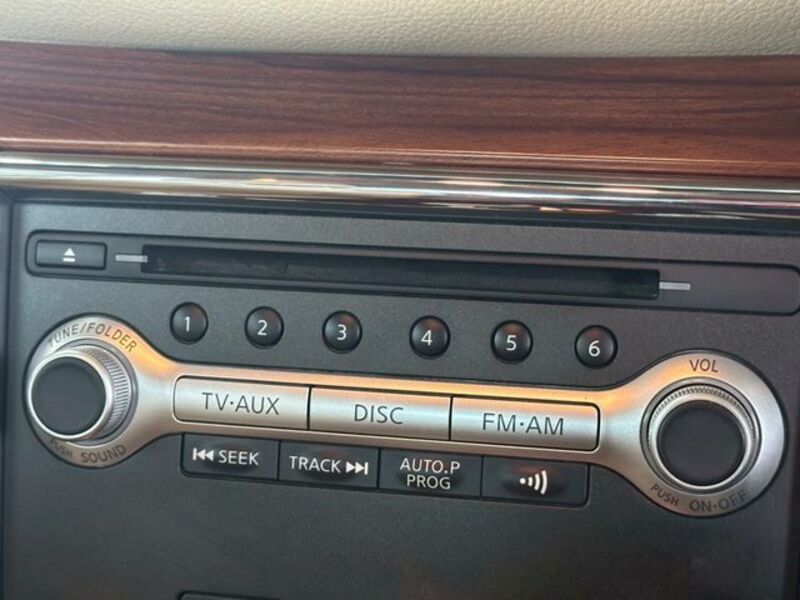 1 2 3 4 5 6
TUNE/FOLDER
VOL
TV·AUX DISC FM·AM
PUSH SOUND
SEEK TRACK AUTO.P
PROG
PUSH ON·OFF